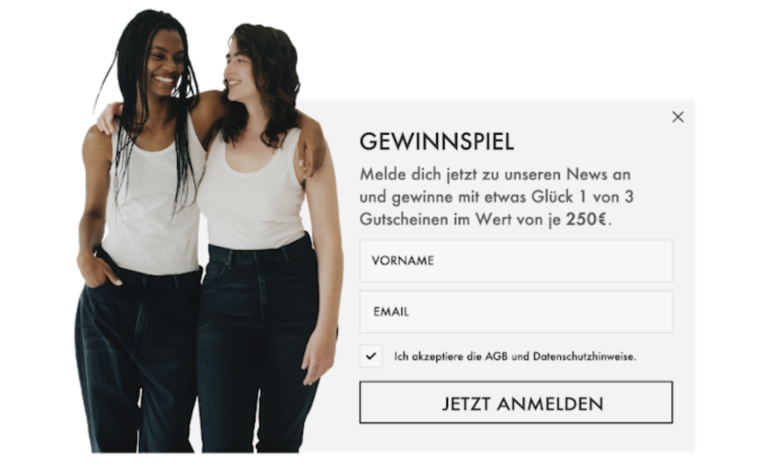 GEWINNSPIEL
Melde dich jetzt zu unseren News an
und gewinne mit etwas Glück 1 von 3
Gutscheinen im Wert von je 250€.
VORNAME
EMAIL
Ich akzeptiere die AGB und Datenschutzhinweise.
JETZT ANMELDEN